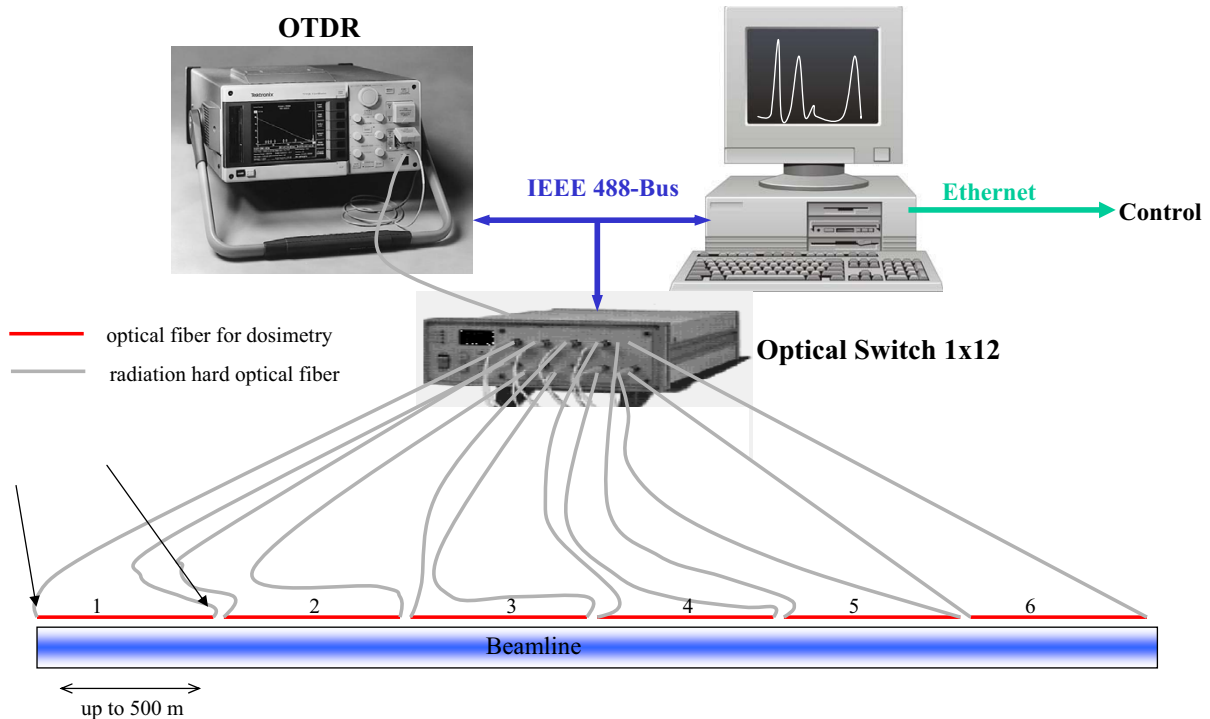 OTDR
Tektronix
IEEE 488-Bus
Ethernet
Control
optical fiber for dosimetry
radiation hard optical fiber
Optical Switch 1x12
1
2
3
4
5
6
Beamline
up to 500 m